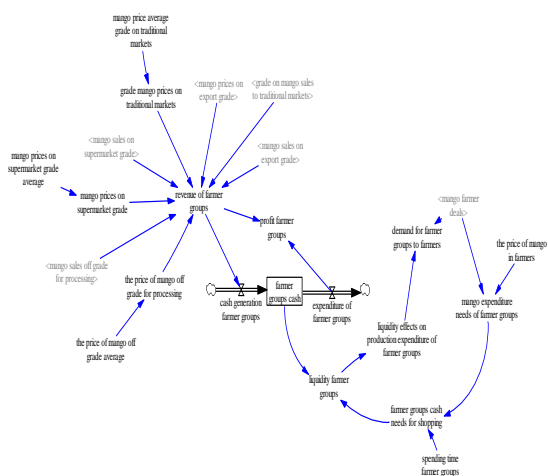 mango price average
grade on traditional
markets
grade mango prices on
traditional markets
<mango prices on
export grade>
<grade on mango sales
to traditional markets>
<mango sales on
supermarket grade>
<mango sales on
export grade>
mango prices on
supermarket grade
average
mango prices on
supermarket grade
revenue of farmer
groups
profit farmer
groups
<mango farmer
deals>
demand for farmer
groups to farmers
the price of mango
in farmers
<mango sales off grade
for processing>
the price of mango off
grade for processing
cash generation
farmer groups
farmer
groups cash
expenditure of
farmer groups
mango expenditure
needs of farmer groups
the price of mango off
grade average
liquidity effects on
production expenditure of
farmer groups
liquidity farmer
groups
farmer groups cash
needs for shopping
spending time
farmer groups